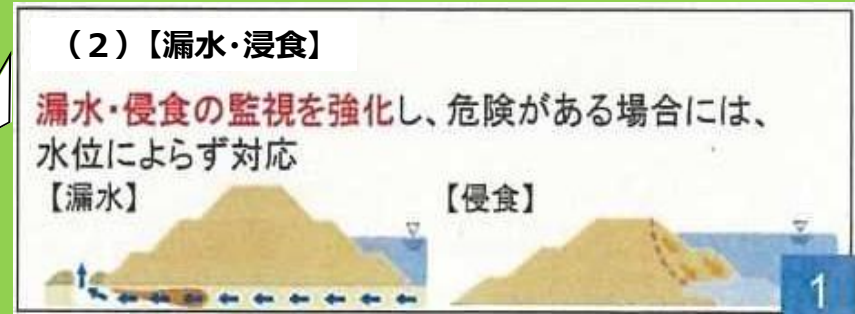 （２）【漏水･浸食】
漏水･侵食の監視を強化し、危険がある場合には、
水位によらず対応
【漏水】
【侵食】
1